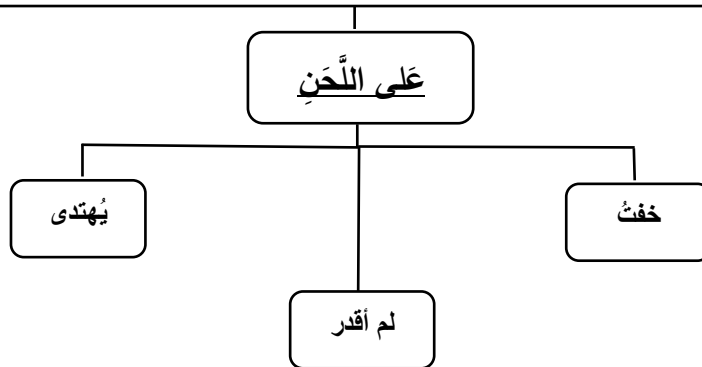 عَلى اللَّحَنِ
خفتُ
يُهتدى
لم أقدر